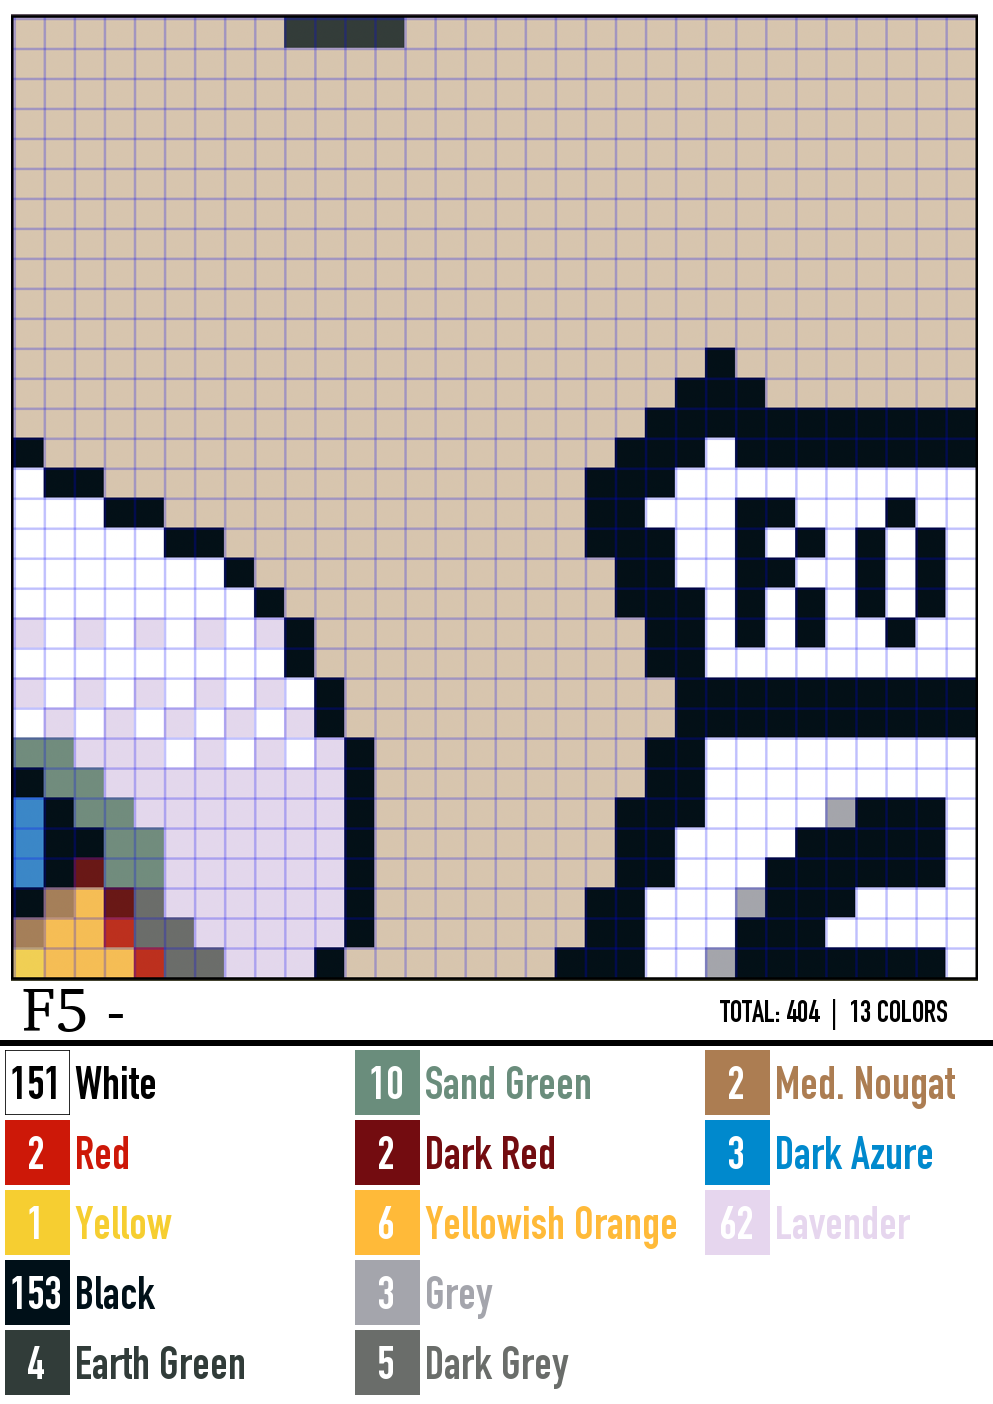 RO
F5 -
TOTAL: 404 | 13 COLORS
151 White
10 Sand Green
2 Med. Nougat
2 Red
2 Dark Red
3 Dark Azure
1 Yellow
6 Yellowish Orange
62 Lavender
153 Black
3 Grey
4 Earth Green
5 Dark Grey